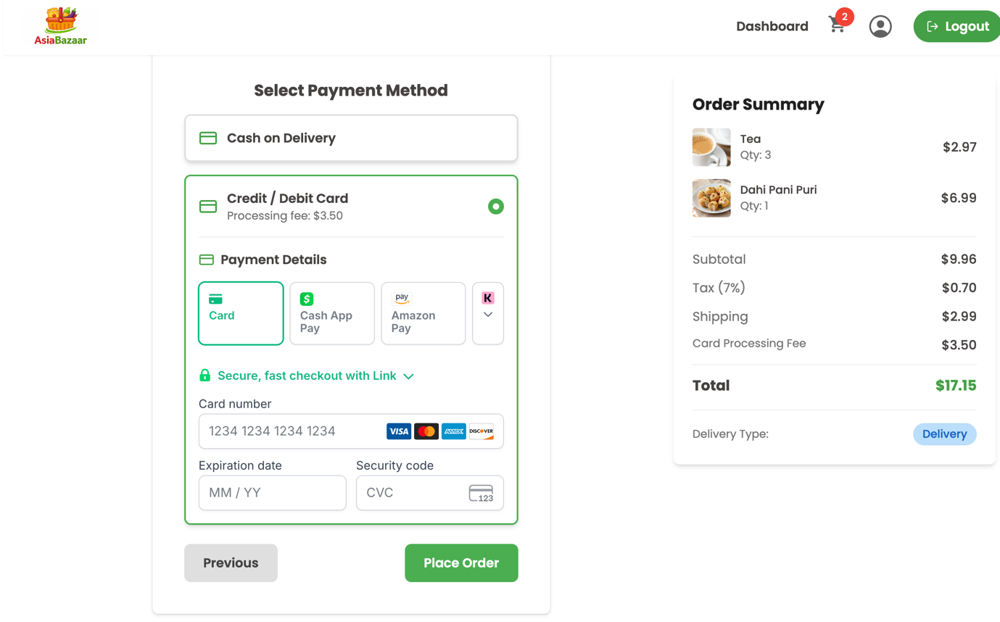 AsiaBazaar
Dashboard
2
Logout
Select Payment Method
Cash on Delivery
Credit / Debit Card
Processing fee: $3.50
Payment Details
Card
$
Cash App
Pay
pay
Amazon
Pay
K
Secure, fast checkout with Link
Card number
1234 1234 1234 1234
VISA
AMEX
DISCOVER
Expiration date
Security code
MM / YY
CVC
123
Previous
Place Order
Order Summary
Tea
Qty: 3
$2.97
Dahi Pani Puri
Qty: 1
$6.99
Subtotal
$9.96
Tax (7%)
$0.70
Shipping
$2.99
Card Processing Fee
$3.50
Total
$17.15
Delivery Type:
Delivery